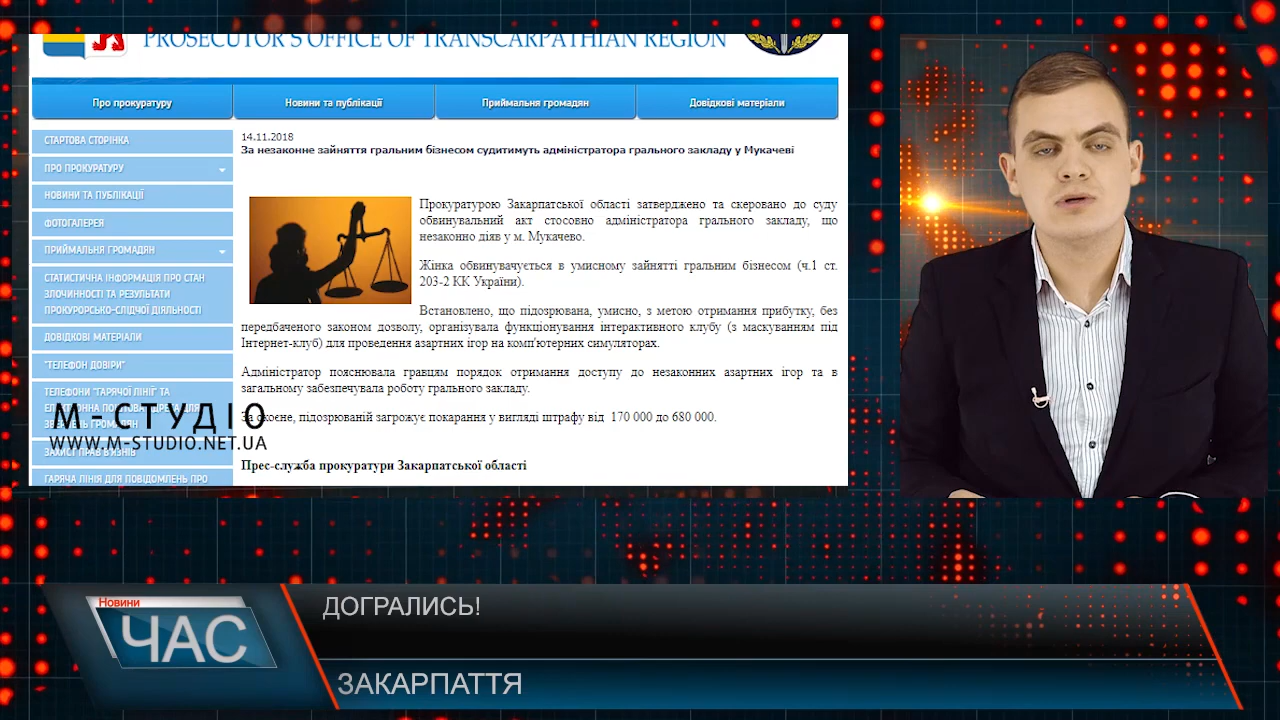 PROSECUTOR'S OFFICE OF TRANSCARPATHIAN REGION
Про прокуратуру
Новини та публікації
Приймальня громадян
Довідкові матеріали
СТАРТОВА СТОРІНКА
ПРО ПРОКУРАТУРУ
НОВИНИ ТА ПУБЛІКАЦІЇ
ФОТОГАЛЕРЕЯ
ПРИЙМАЛЬНЯ ГРОМАДЯН
СТАТИСТИЧНА ІНФОРМАЦІЯ ПРО СТАН
ЗЛОЧИННОСТІ ТА РЕЗУЛЬТАТИ
ПРОКУРОРСЬКО-СЛІДЧОЇ ДІЯЛЬНОСТІ
ДОВІДКОВІ МАТЕРІАЛИ
"ТЕЛЕФОН ДОВІРИ"
ТЕЛЕФОНИ "ГАРЯЧОЇ ЛІНІЇ" ТА
ЗАХИСТ ПРАВ В'ЯЗНІВ
ГАРЯЧА ЛІНІЯ ДЛЯ ПОВІДОМЛЕНЬ ПРО
14.11.2018
За незаконне зайняття гральним бізнесом судитимуть адміністратора грального закладу у Мукачеві
Прокуратурою Закарпатської області затверджено та скеровано до суду
обвинувальний акт стосовно адміністратора грального закладу, що
незаконно діяв у м. Мукачево.
Жінка обвинувачується в умисному зайнятті гральним бізнесом (ч.1 ст.
203-2 КК України).
Встановлено, що підозрювана, умисно, з метою отримання прибутку, без
передбаченого законом дозволу, організувала функціонування інтерактивного клубу (з маскуванням під
Інтернет-клуб) для проведення азартних ігор на комп'ютерних симуляторах.
Адміністратор пояснювала гравцям порядок отримання доступу до незаконних азартних ігор та в
загальному забезпечувала роботу грального закладу.
За скоєне, підозрюваній загрожує покарання у вигляді штрафу від 170 000 до 680 000.
Прес-служба прокуратури Закарпатської області
М-СТУДІО
WWW.M-STUDIO.NET.UA
Новини
ЧАС
ДОГРАЛИСЬ!
ЗАКАРПАТТЯ